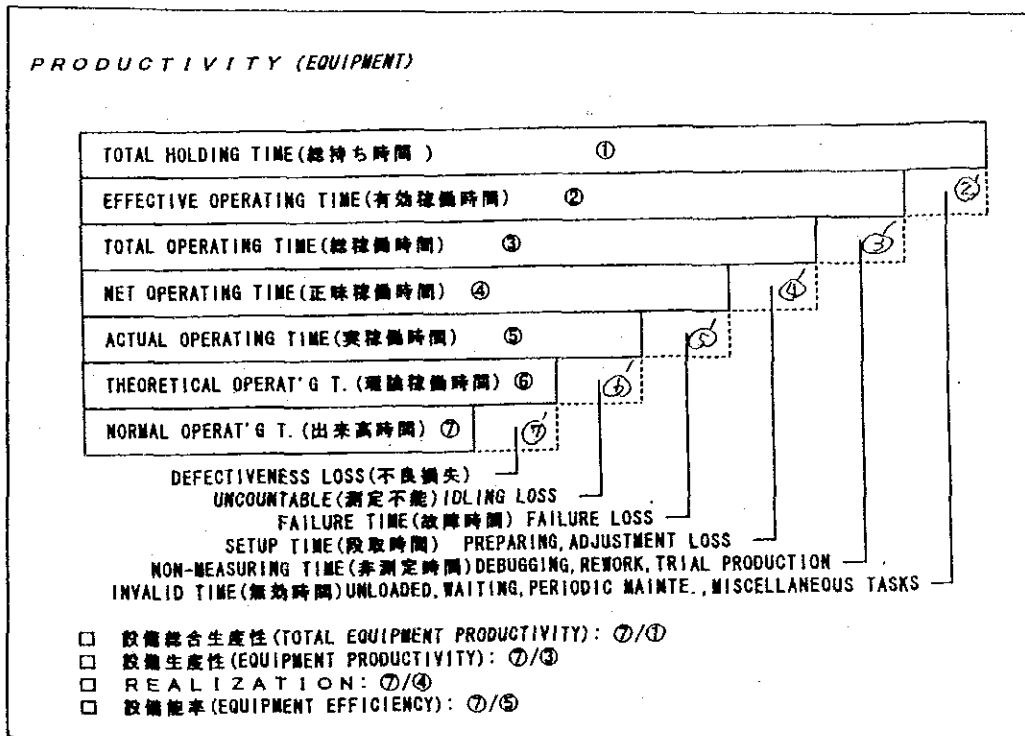 PRODUCTIVITY (EQUIPMENT)
TOTAL HOLDING TIME(総持ち時間 ) ①
EFFECTIVE OPERATING TIME(有効稼働時間) ②
②'
TOTAL OPERATING TIME(総稼働時間) ③
③'
NET OPERATING TIME(正味稼働時間) ④
④'
ACTUAL OPERATING TIME(実稼働時間) ⑤
⑤'
THEORETICAL OPERAT'G T.(理論稼働時間) ⑥
⑥'
NORMAL OPERAT'G T.(出来高時間) ⑦
⑦'
DEFECTIVENESS LOSS(不良損失)
UNCOUNTABLE(測定不能)IDLING LOSS
FAILURE TIME(故障時間) FAILURE LOSS
SETUP TIME(段取時間) PREPARING,ADJUSTMENT LOSS
NON-MEASURING TIME(非測定時間)DEBUGGING,REWORK,TRIAL PRODUCTION
INVALID TIME(無効時間)UNLOADED,WAITING,PERIODIC MAINTE.,MISCELLANEOUS TASKS
□ 設備総合生産性(TOTAL EQUIPMENT PRODUCTIVITY): ⑦/①
□ 設備生産性(EQUIPMENT PRODUCTIVITY): ⑦/③
□ REALIZATION: ⑦/④
□ 設備能率(EQUIPMENT EFFICIENCY): ⑦/⑤